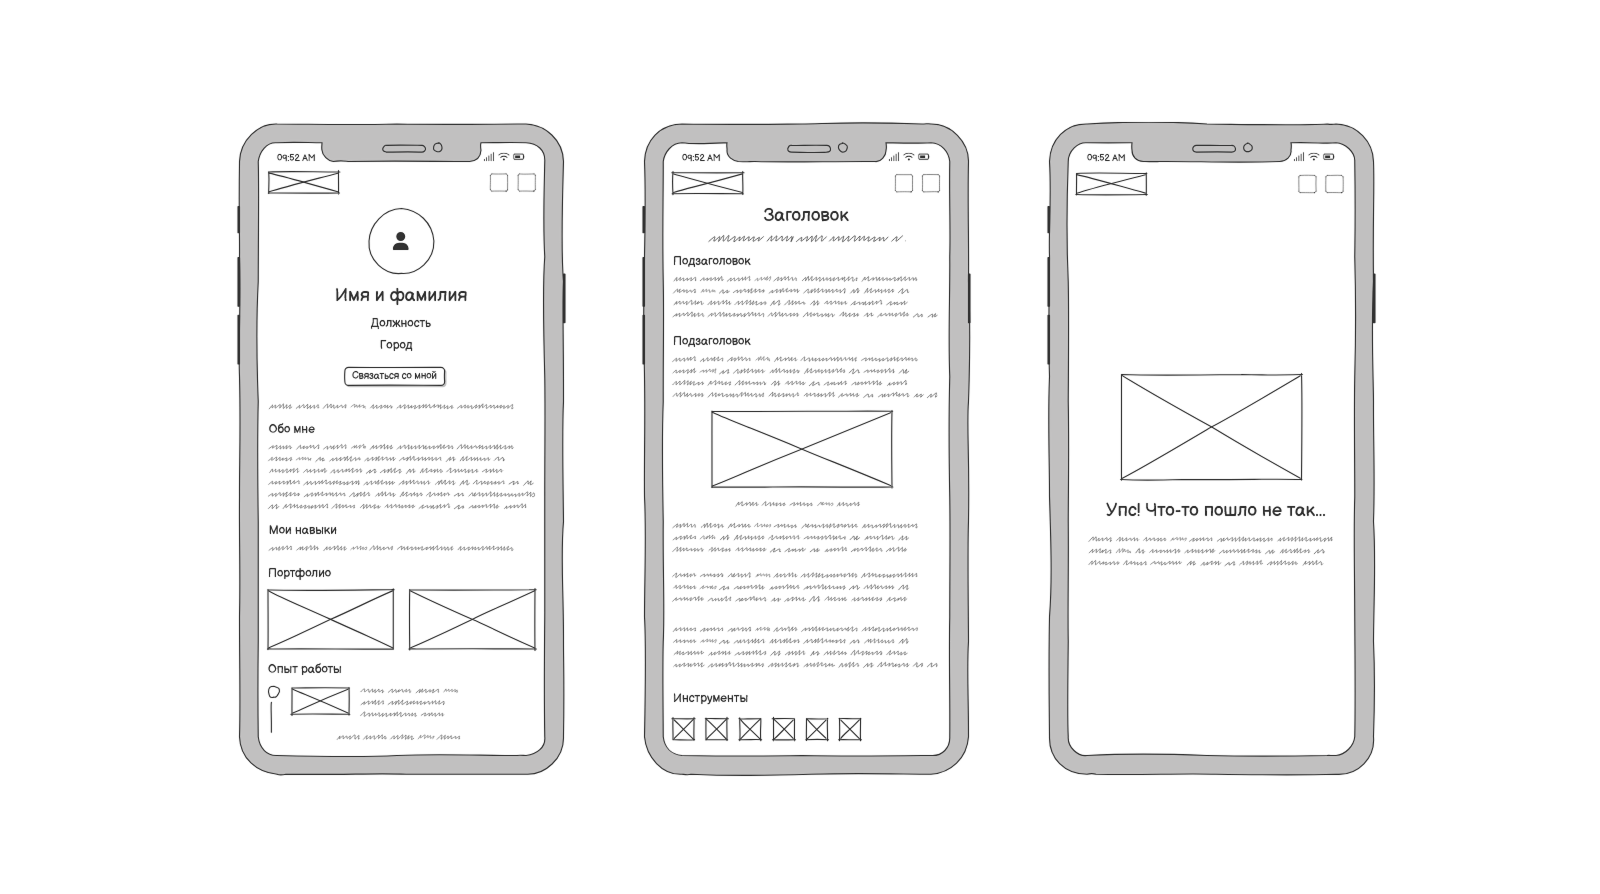 09:52 AM
Имя и фамилия
Должность
Город
Связаться со мной
Обо мне
Мои навыки
Портфолио
Опыт работы
09:52 AM
Заголовок
Подзаголовок
Подзаголовок
Инструменты
09:52 AM
Упс! Что-то пошло не так...